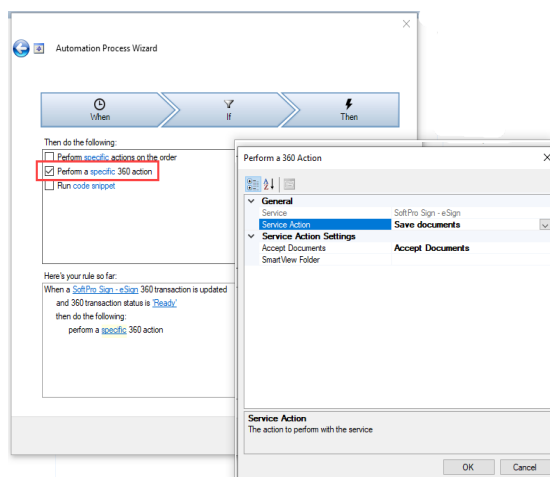 Automation Process Wizard
When
If
Then
Then do the following:
Perform specific actions on the order
Perform a specific 360 action
Run code snippet
Here's your rule so far:
When a SoftPro Sign - eSign 360 transaction is updated
and 360 transaction status is 'Ready'
then do the following:
perform a specific 360 action
Perform a 360 Action
General
Service SoftPro Sign - eSign
Service Action Save documents
Service Action Settings
Accept Documents Accept Documents
SmartView Folder
Service Action
The action to perform with the service
OK Cancel